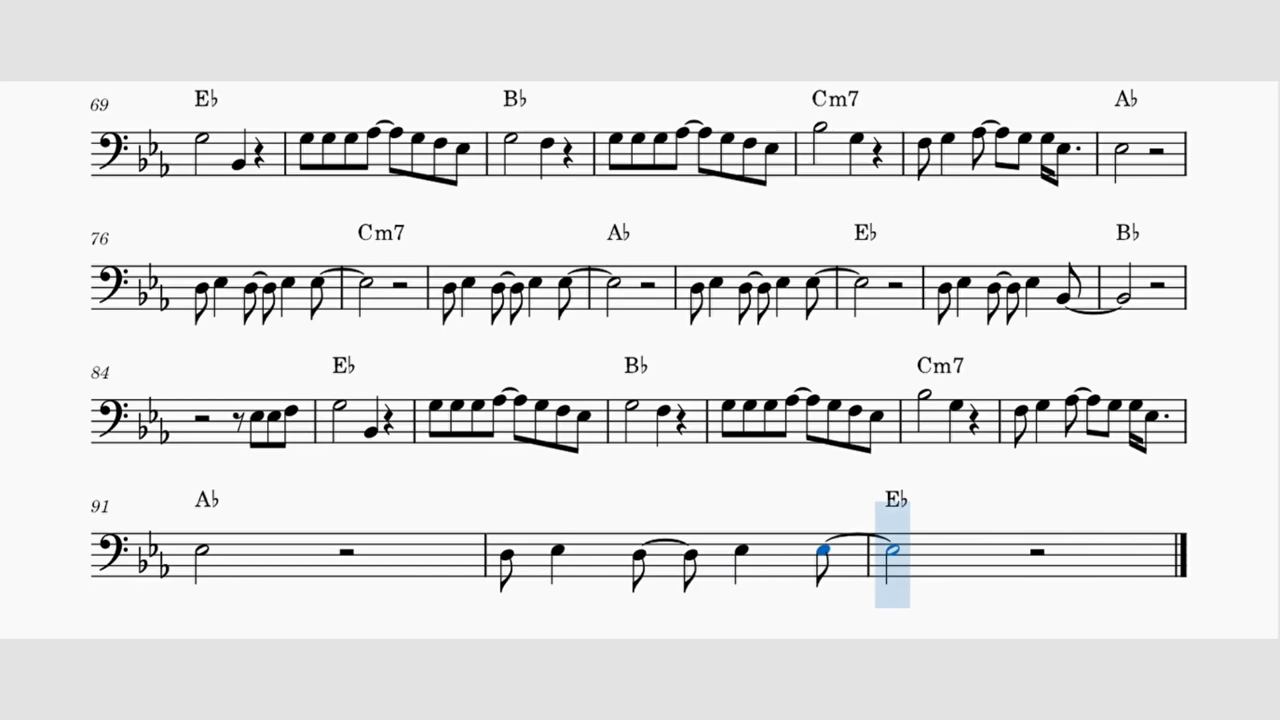 69 E♭ B♭ Cm7 A♭
76 Cm7 A♭ E♭ B♭
84 E♭ B♭ Cm7
91 A♭ E♭